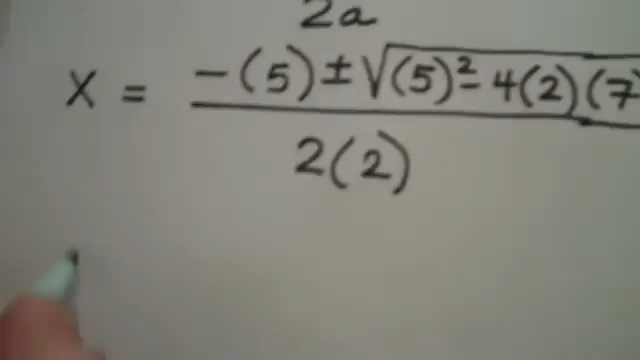 2a
X = -(5) ± √(5)² - 4(2)(7)
2(2)